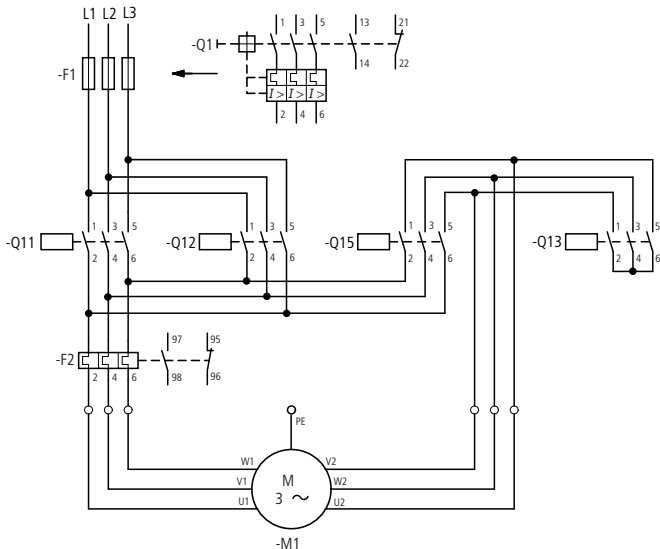 L1 L2 L3
-F1
-Q1
1 3 5 13 21
14 22
I> I> I>
2 4 6
-Q11
1 3 5
2 4 6
-Q12
1 3 5
2 4 6
-Q15
1 3 5
2 4 6
-Q13
1 3 5
2 4 6
-F2
97 95
2 4 6 98 96
PE
W1 V2
V1 M W2
3 ~
U1 U2
-M1